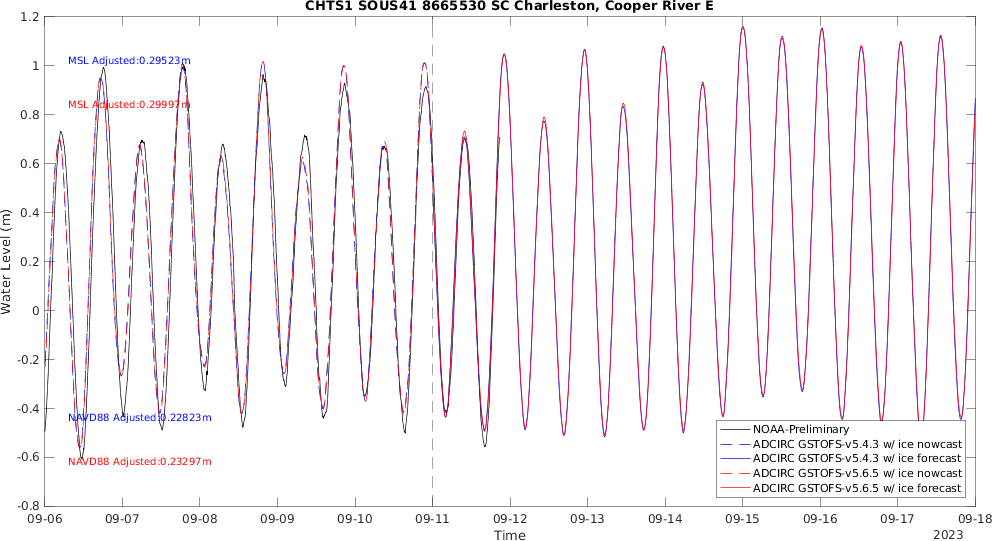 CHTS1 SOUS41 8665530 SC Charleston, Cooper River E
1.2
1
0.8
0.6
0.4
0.2
0
-0.2
-0.4
-0.6
-0.8
Water Level (m)
MSL Adjusted:0.29523m
MSL Adjusted:0.29997m
NAVD88 Adjusted:0.22823m
NAVD88 Adjusted:0.23297m
NOAA-Preliminary
ADCIRC GSTOFS-v5.4.3 w/ ice nowcast
ADCIRC GSTOFS-v5.4.3 w/ ice forecast
ADCIRC GSTOFS-v5.6.5 w/ ice nowcast
ADCIRC GSTOFS-v5.6.5 w/ ice forecast
09-06 09-07 09-08 09-09 09-10 09-11 09-12 09-13 09-14 09-15 09-16 09-17 09-18
Time
2023